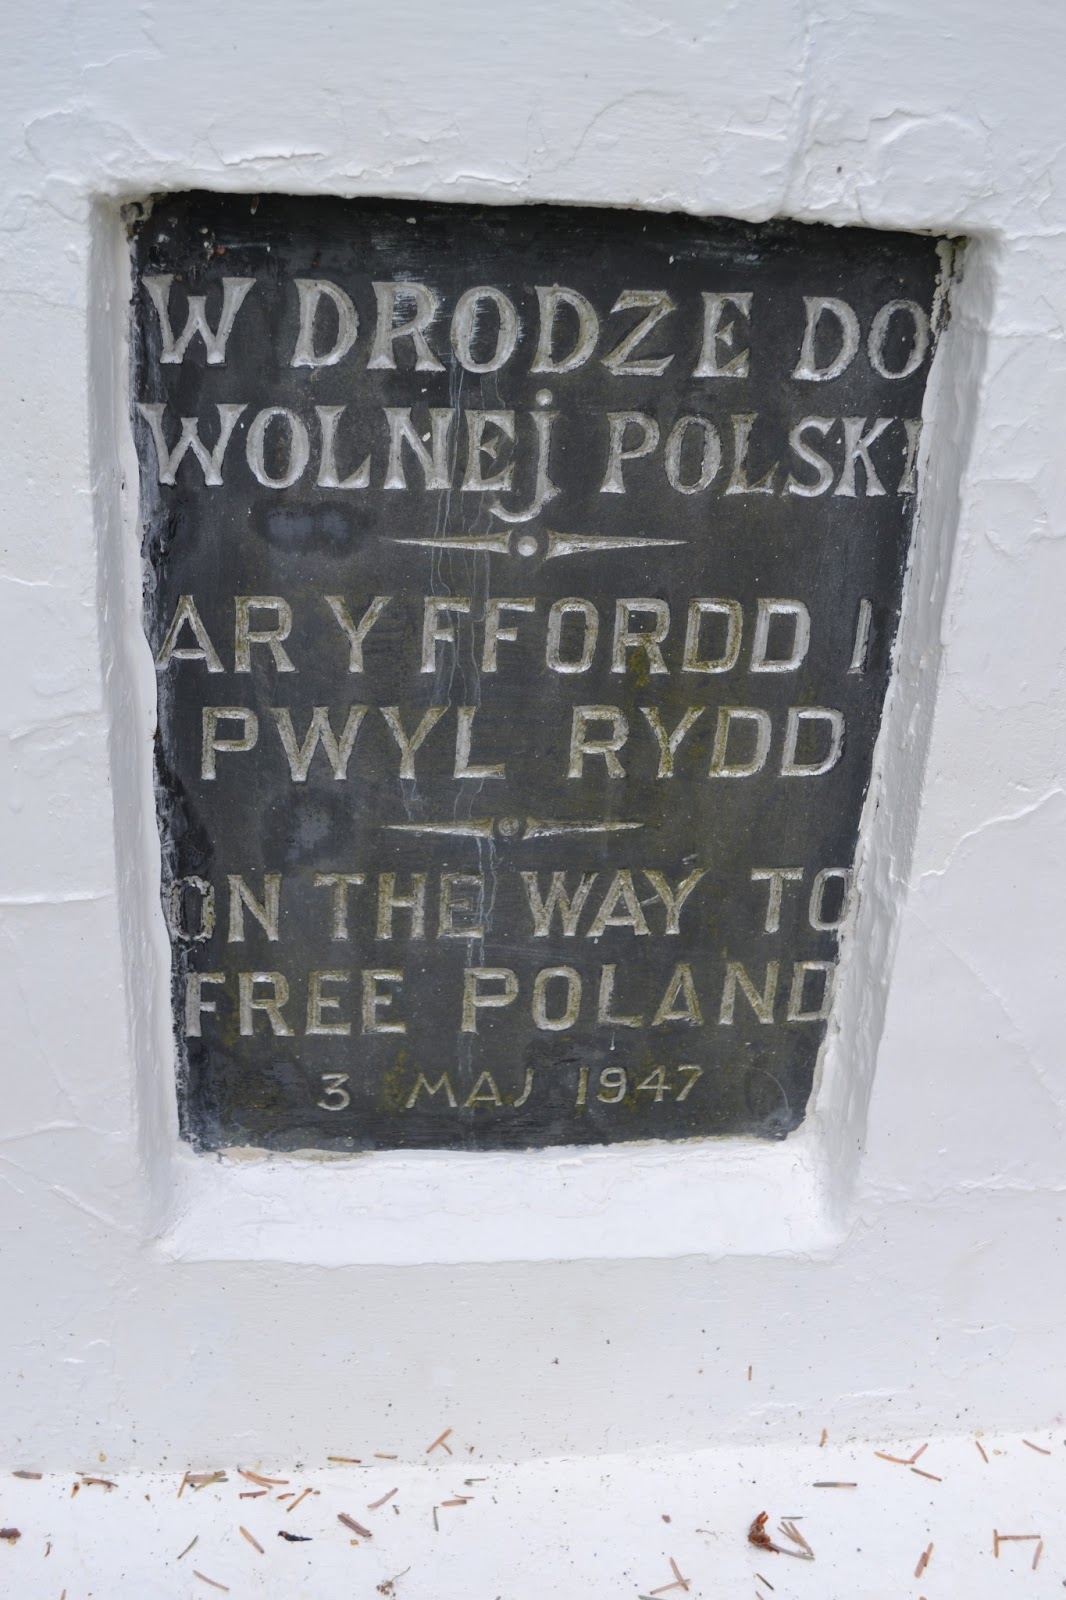 W DRODZE DO
WOLNEj POLSKI
AR Y FFORDD I
PWYL RYDD
ON THE WAY TO
FREE POLAND
3 MAJ 1947